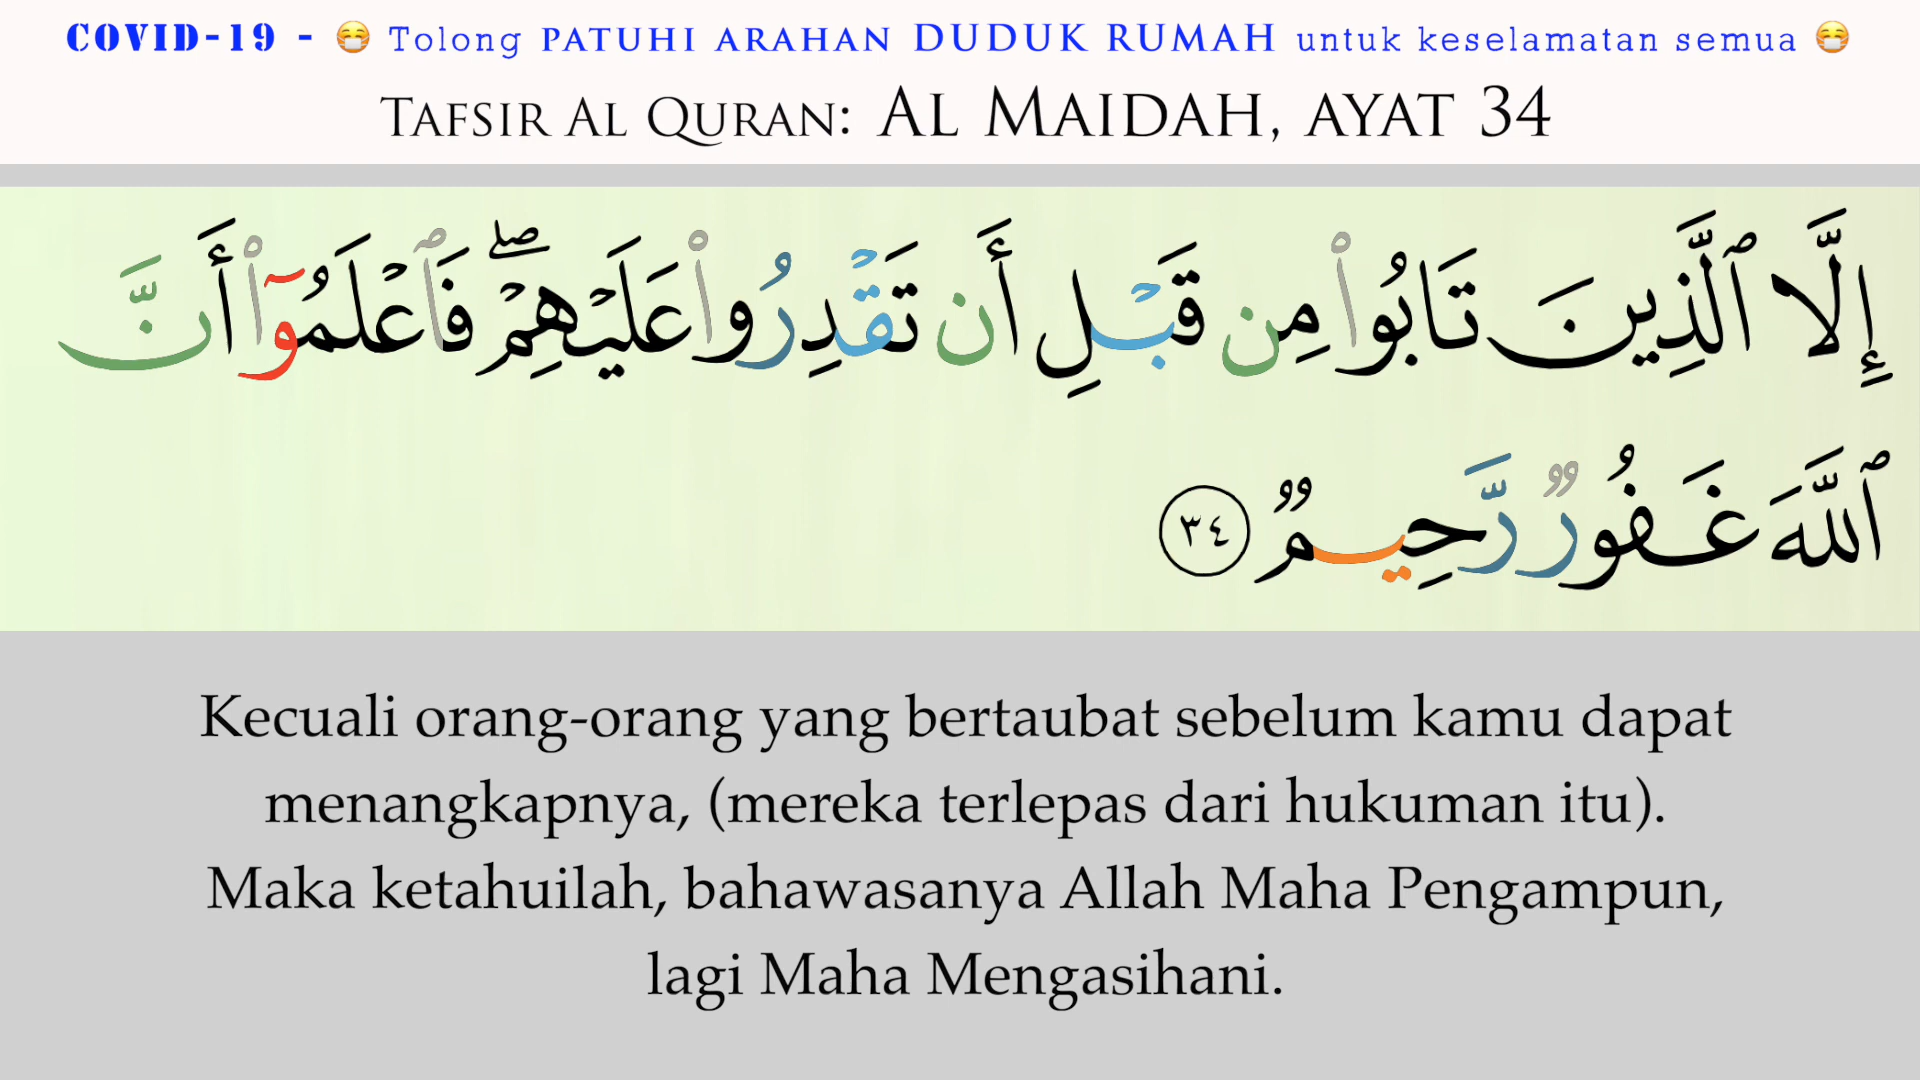 COVID-19 - 😷 Tolong PATUHI ARAHAN DUDUK RUMAH untuk keselamatan semua 😷
TAFSIR AL QURAN: AL MAIDAH, AYAT 34
إِلَّا ٱلَّذِينَ تَابُوا۟ مِن قَبْلِ أَن تَقْدِرُوا۟ عَلَيْهِمْ ۖ فَٱعْلَمُوٓا۟ أَنَّ
ٱللَّهَ غَفُورٌ رَّحِيمٌ ٣٤
Kecuali orang-orang yang bertaubat sebelum kamu dapat
menangkapnya, (mereka terlepas dari hukuman itu).
Maka ketahuilah, bahawasanya Allah Maha Pengampun,
lagi Maha Mengasihani.